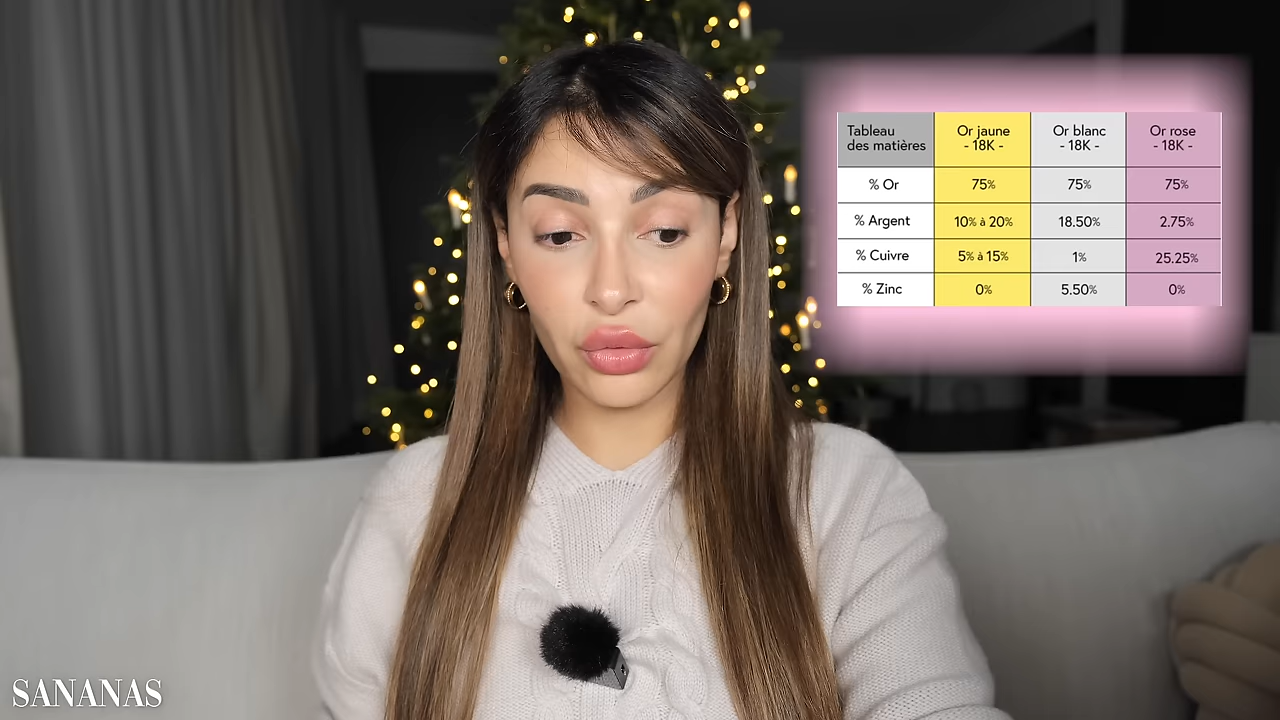 Tableau
des matières
Or jaune
- 18K -
Or blanc
- 18K -
Or rose
- 18K -
% Or
75%
75%
75%
% Argent
10% à 20%
18.50%
2.75%
% Cuivre
5% à 15%
1%
25.25%
% Zinc
0%
5.50%
0%
SANANAS